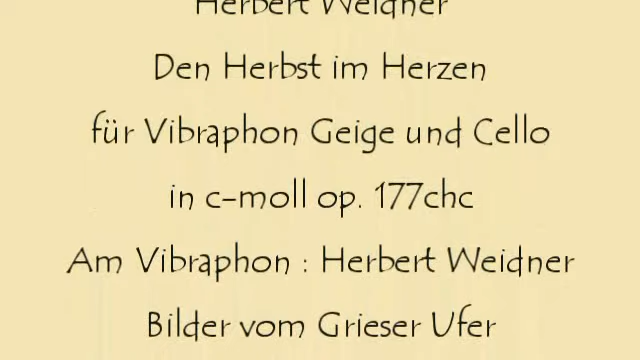 Herbert Weidner
Den Herbst im Herzen
für Vibraphon Geige und Cello
in c-moll op. 177chc
Am Vibraphon : Herbert Weidner
Bilder vom Grieser Ufer